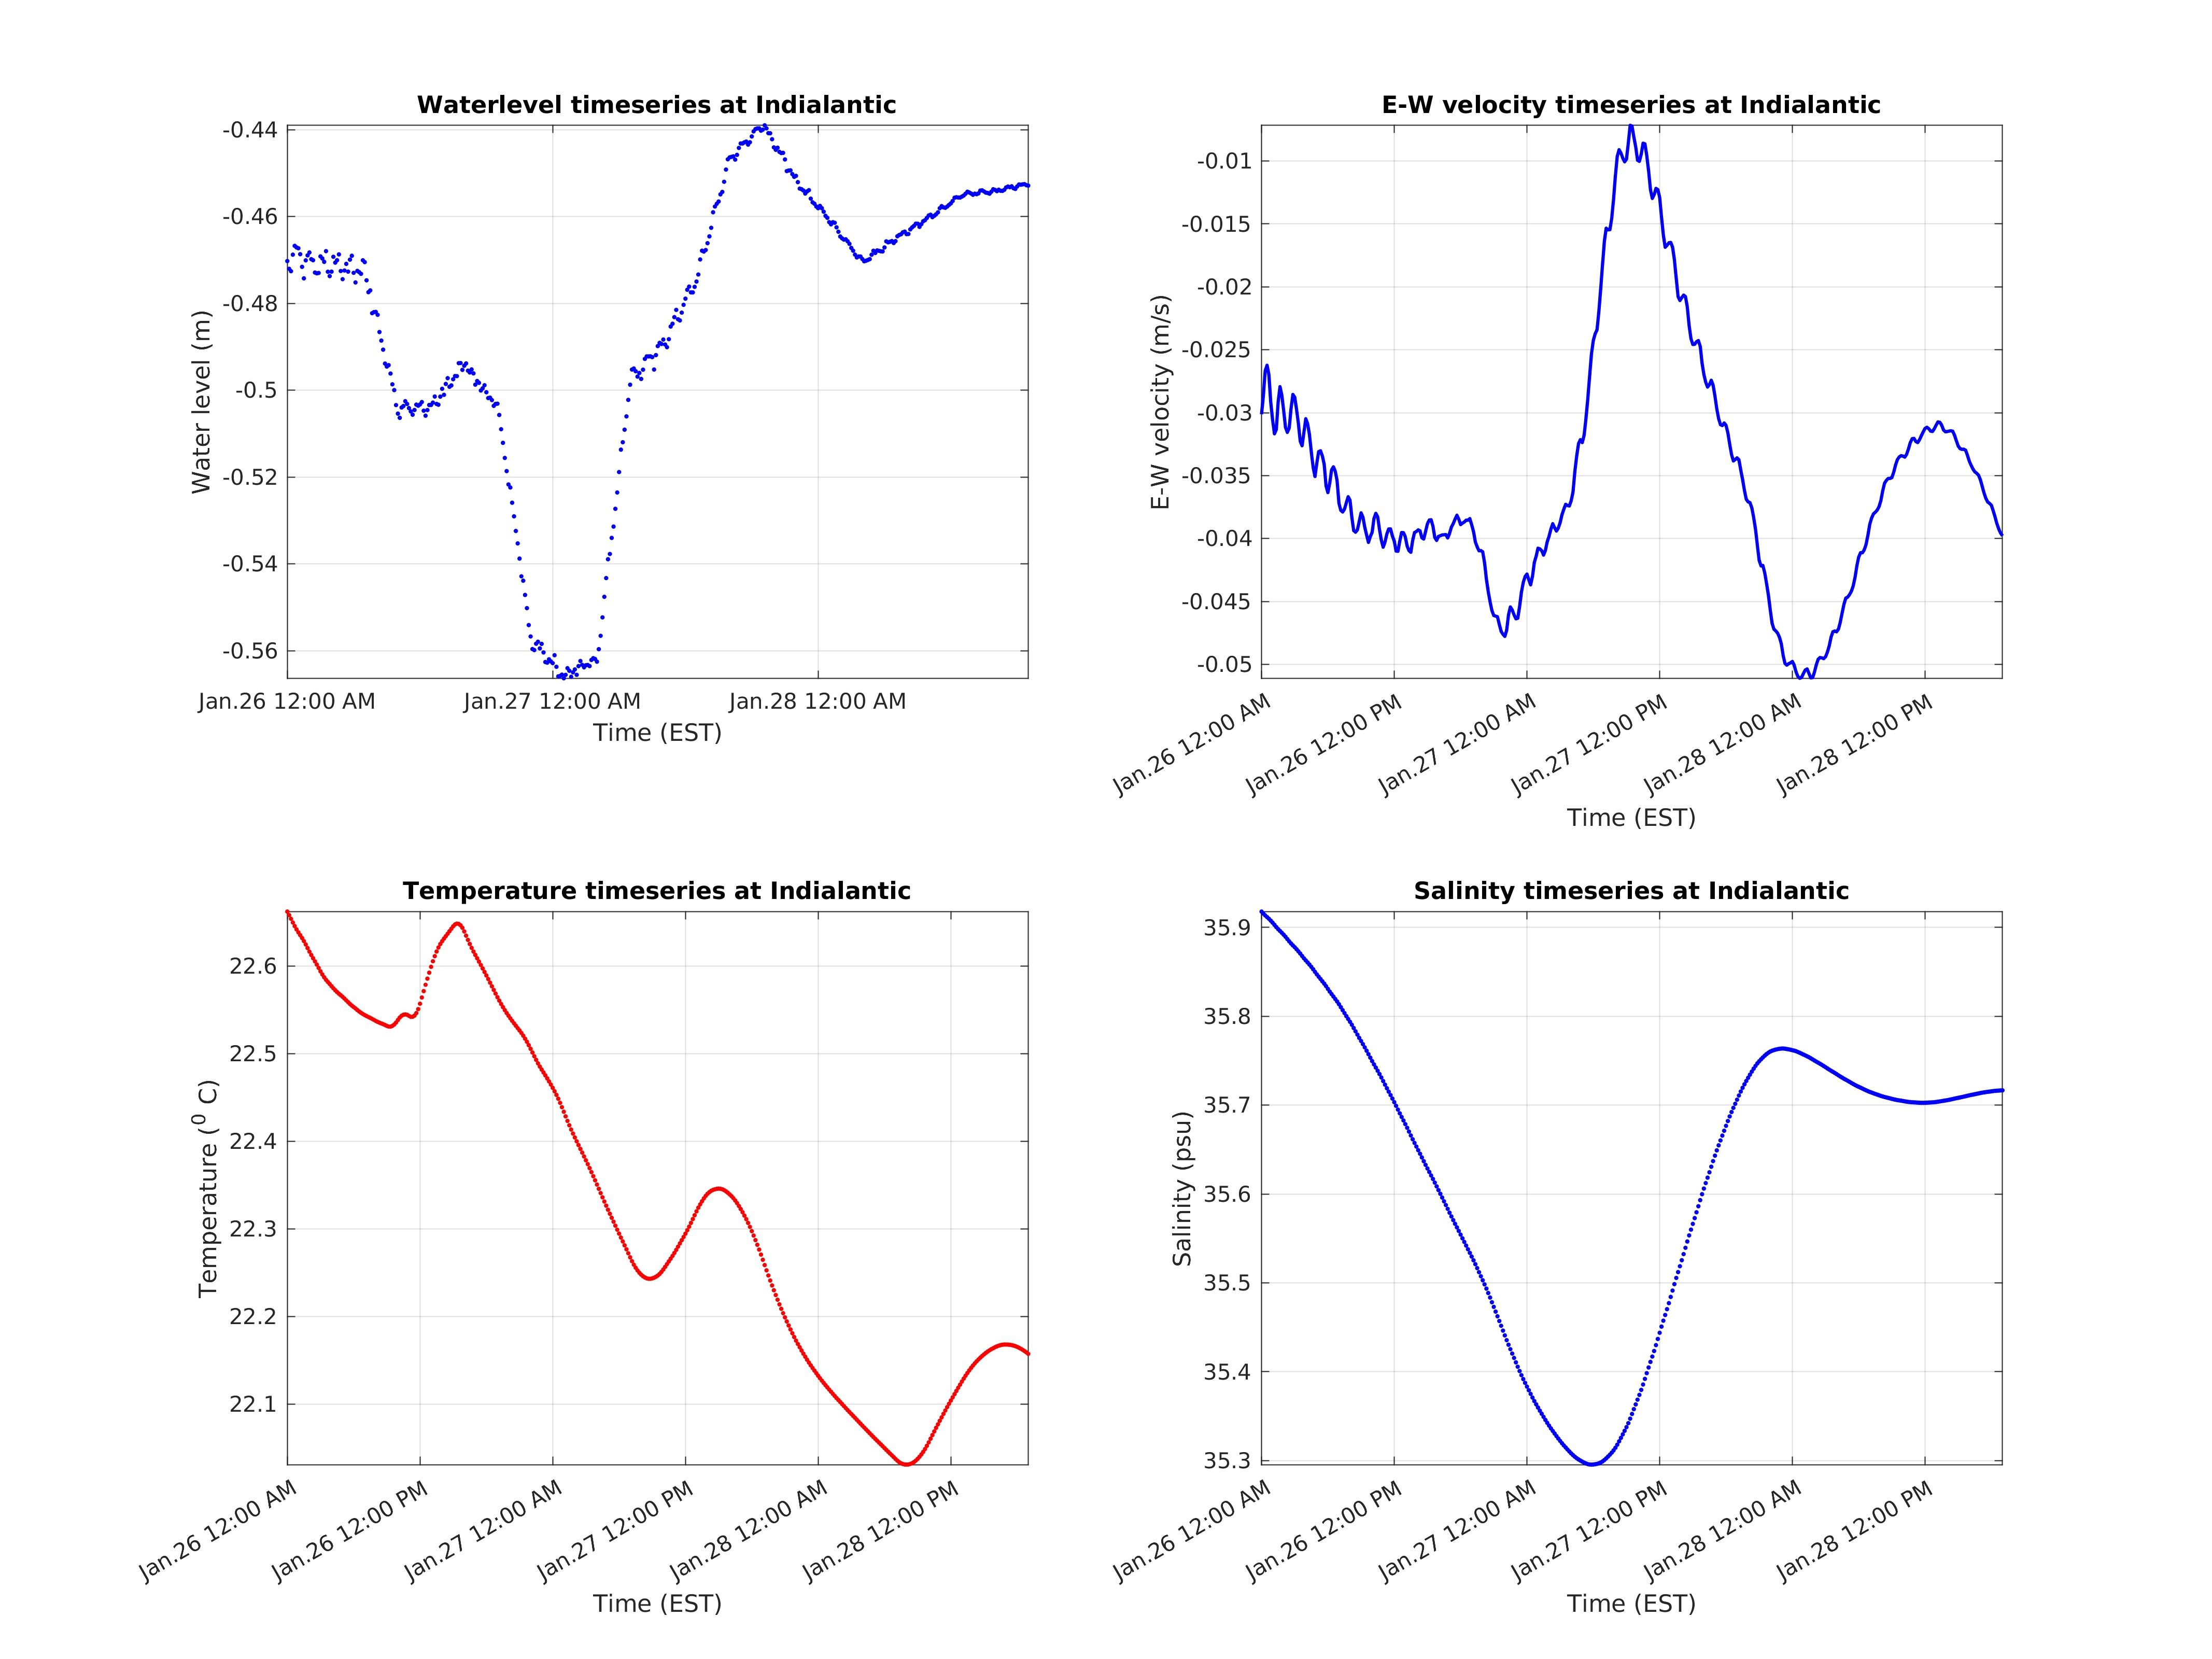 Waterlevel timeseries at Indialantic
-0.44
-0.46
-0.48
-0.5
-0.52
-0.54
-0.56
Water level (m)
Jan.26 12:00 AM
Jan.27 12:00 AM
Jan.28 12:00 AM
Time (EST)
E-W velocity timeseries at Indialantic
-0.01
-0.015
-0.02
-0.025
-0.03
-0.035
-0.04
-0.045
-0.05
E-W velocity (m/s)
Jan.26 12:00 AM
Jan.26 12:00 PM
Jan.27 12:00 AM
Jan.27 12:00 PM
Jan.28 12:00 AM
Jan.28 12:00 PM
Time (EST)
Temperature timeseries at Indialantic
22.6
22.5
22.4
22.3
22.2
22.1
Temperature (⁰ C)
Jan.26 12:00 AM
Jan.26 12:00 PM
Jan.27 12:00 AM
Jan.27 12:00 PM
Jan.28 12:00 AM
Jan.28 12:00 PM
Time (EST)
Salinity timeseries at Indialantic
35.9
35.8
35.7
35.6
35.5
35.4
35.3
Salinity (psu)
Jan.26 12:00 AM
Jan.26 12:00 PM
Jan.27 12:00 AM
Jan.27 12:00 PM
Jan.28 12:00 AM
Jan.28 12:00 PM
Time (EST)